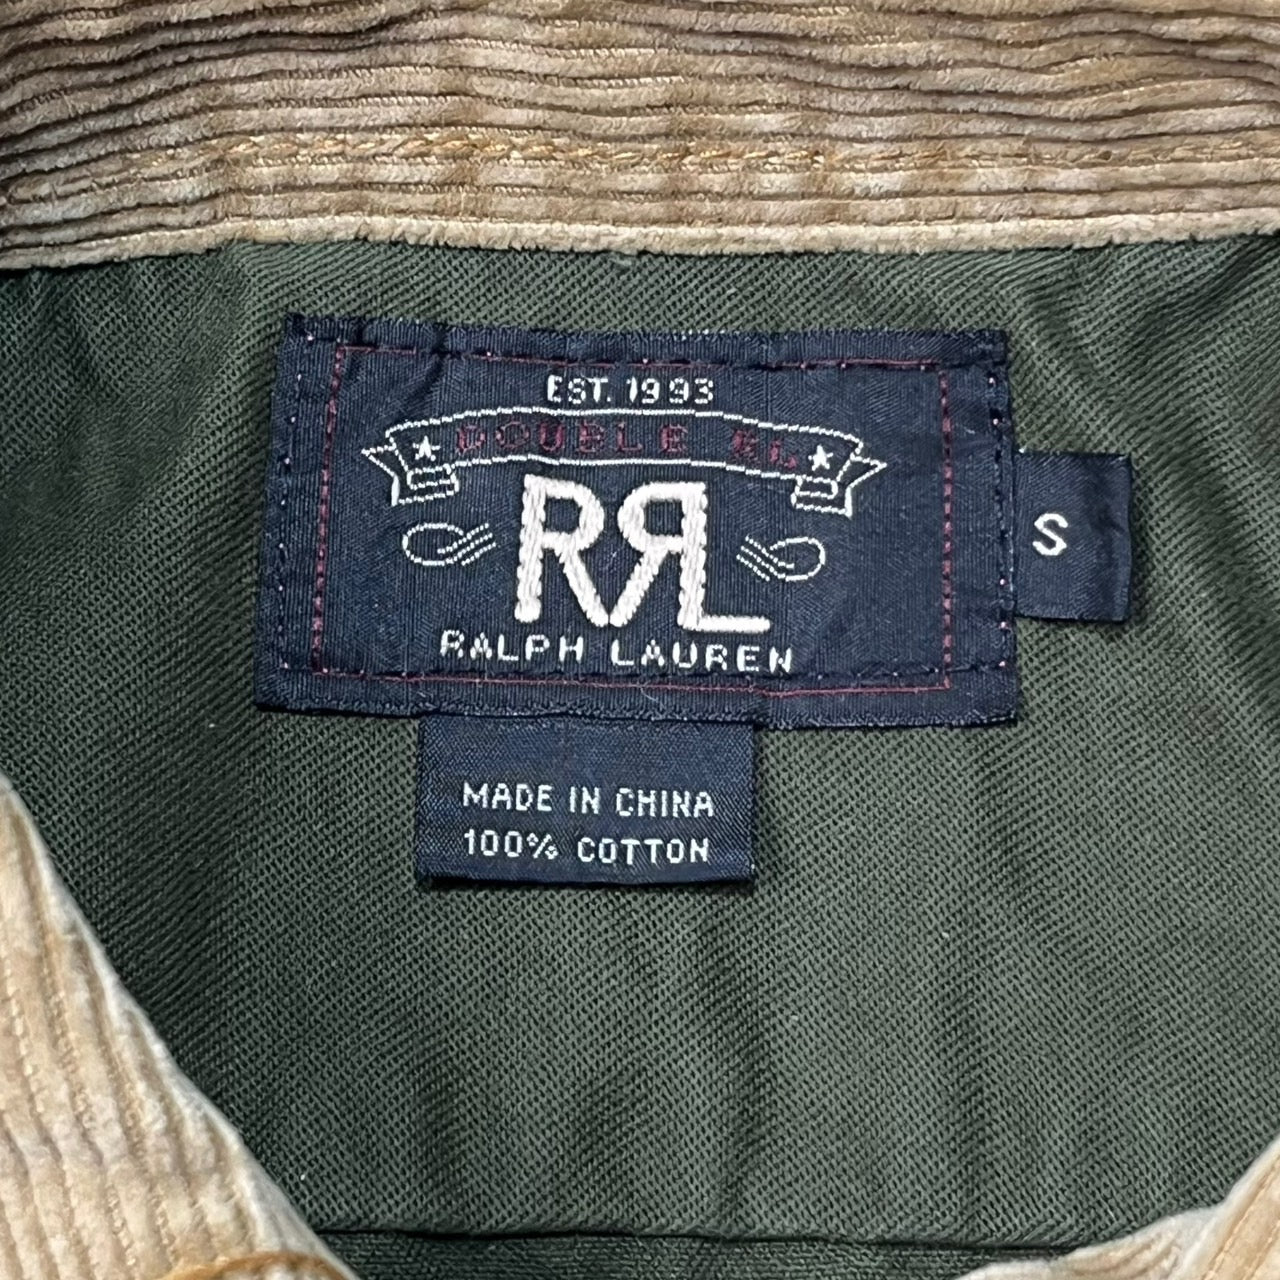 EST. 1993
DOUBLE RL
RRL
RALPH LAUREN
S
MADE IN CHINA
100% COTTON